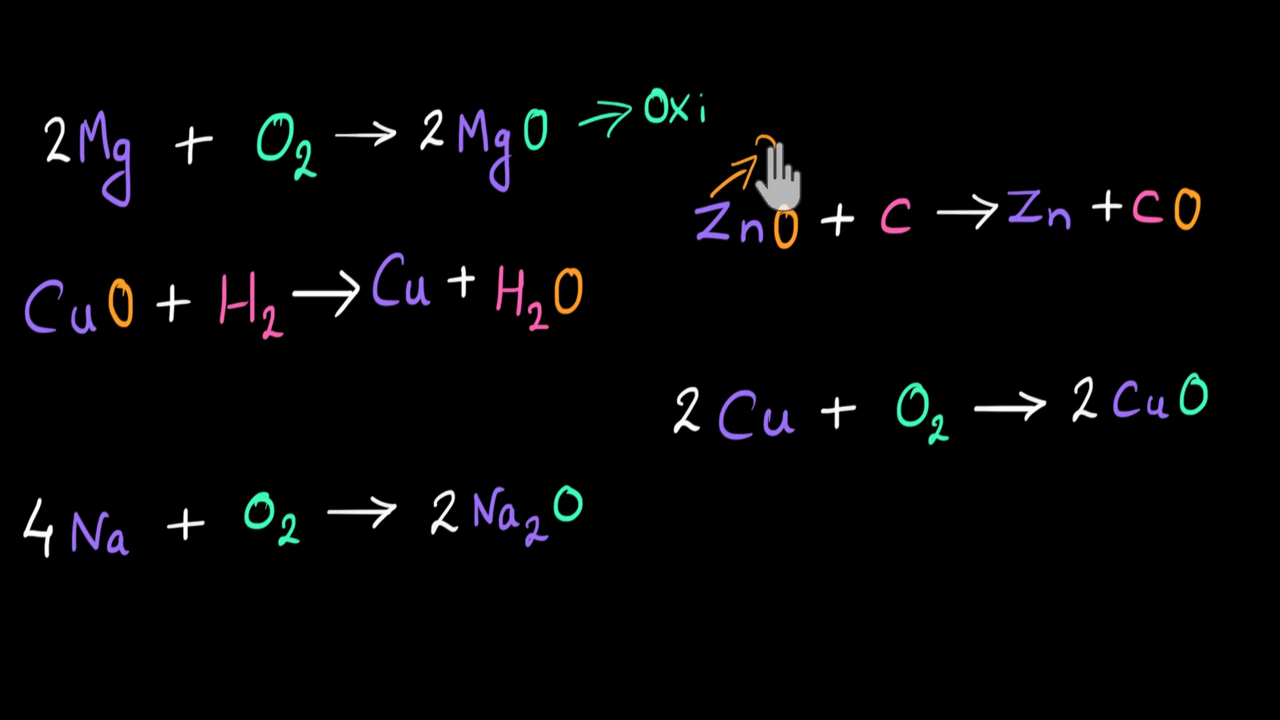 2Mg + O₂ → 2MgO → Oxi
ZnO + C → Zn + CO
CuO + H₂ → Cu + H₂O
2Cu + O₂ → 2CuO
4Na + O₂ → 2Na₂O